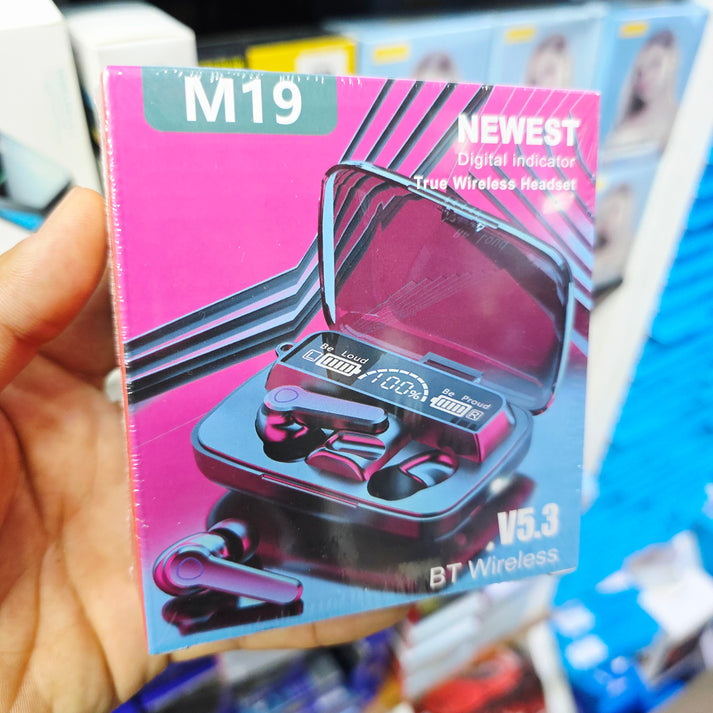 M19
NEWEST
Digital indicator
True Wireless Headset
Be Loud
L
100%
Be Proud
R
V5.3
BT Wireless